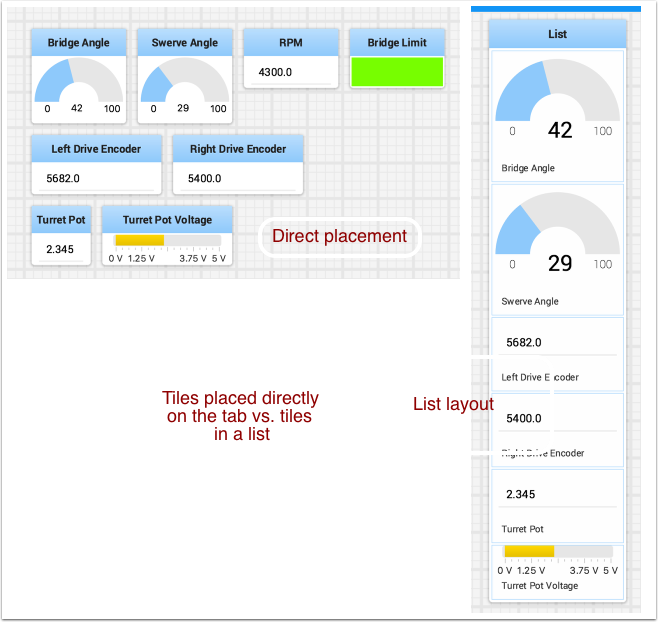 Bridge Angle
0 42 100
Swerve Angle
0 29 100
RPM
4300.0
Bridge Limit
Left Drive Encoder
5682.0
Right Drive Encoder
5400.0
Turret Pot
2.345
Turret Pot Voltage
0 V 1.25 V 3.75 V 5 V
Direct placement
Tiles placed directly
on the tab vs. tiles
in a list
List layout
List
0 42 100
Bridge Angle
0 29 100
Swerve Angle
5682.0
Left Drive Encoder
5400.0
Right Drive Encoder
2.345
Turret Pot
0 V 1.25 V 3.75 V 5 V
Turret Pot Voltage